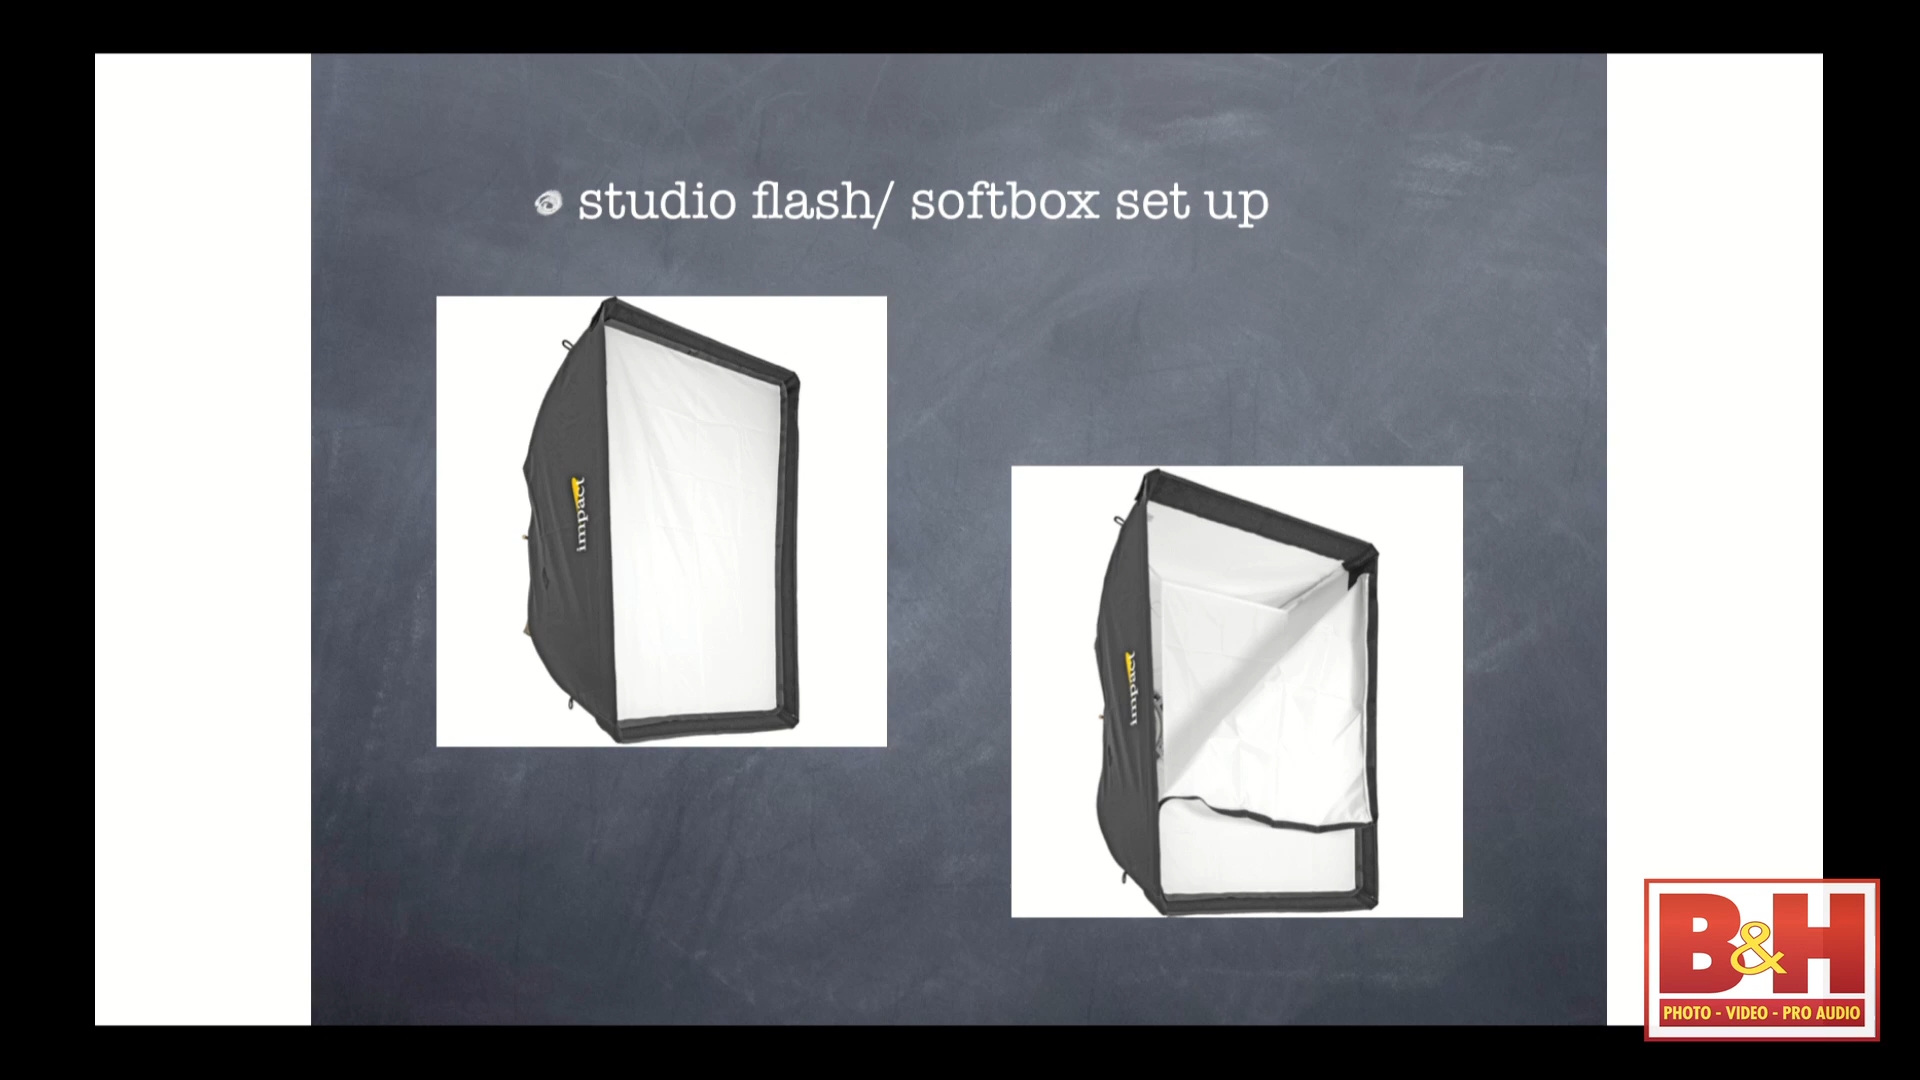 studio flash/ softbox set up
impact
impact
B&H
PHOTO - VIDEO - PRO AUDIO